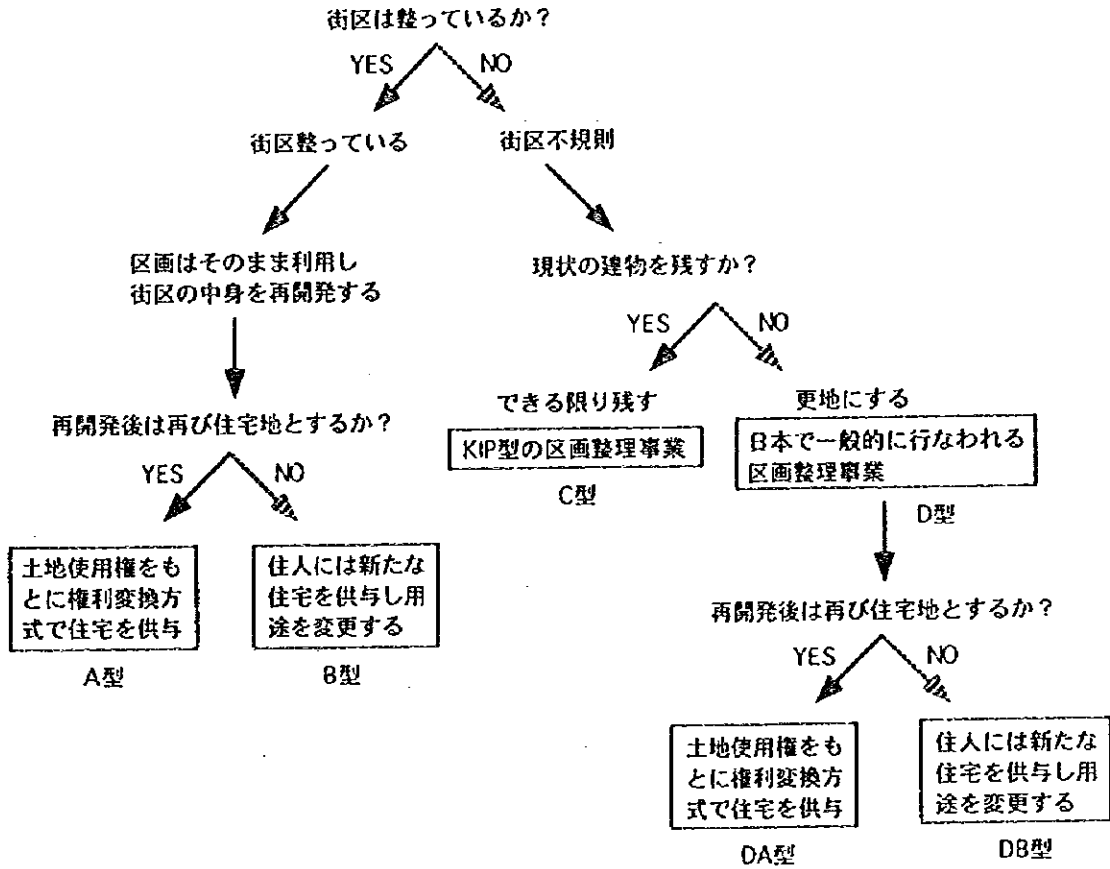 街区は整っているか？
YES
NO
街区整っている
街区不規則
区画はそのまま利用し
街区の中身を再開発する
現状の建物を残すか？
YES
NO
再開発後は再び住宅地とするか？
できる限り残す
更地にする
KIP型の区画整理事業
日本で一般的に行なわれる
区画整理事業
C型
D型
YES
NO
土地使用権をも
とに権利変換方
式で住宅を供与
A型
住人には新たな
住宅を供与し用
途を変更する
B型
再開発後は再び住宅地とするか？
YES
NO
土地使用権をも
とに権利変換方
式で住宅を供与
DA型
住人には新たな
住宅を供与し用
途を変更する
DB型